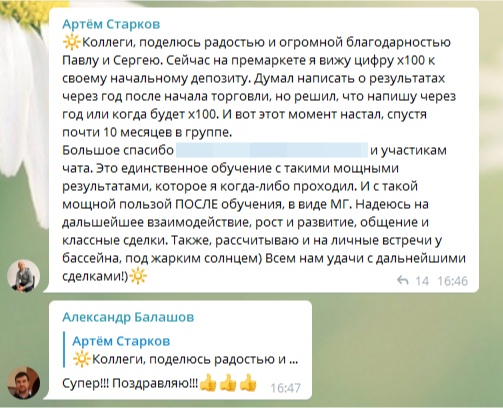 Артём Старков
Коллеги, поделюсь радостью и огромной благодарностью
Павлу и Сергею. Сейчас на премаркете я вижу цифру x100 к
своему начальному депозиту. Думал написать о результатах
через год после начала торговли, но решил, что напишу через
год или когда будет x100. И вот этот момент настал, спустя
почти 10 месяцев в группе.
Большое спасибо и участикам
чата. Это единственное обучение с такими мощными
результатами, которое я когда-либо проходил. И с такой
мощной пользой ПОСЛЕ обучения, в виде МГ. Надеюсь на
дальшейшее взаимодействие, рост и развитие, общение и
классные сделки. Также, рассчитываю и на личные встречи у
бассейна, под жарким солнцем) Всем нам удачи с дальнейшими
сделками!)
14 16:46
Александр Балашов
Артём Старков
Коллеги, поделюсь радостью и ...
Супер!!! Поздравляю!!!
16:47